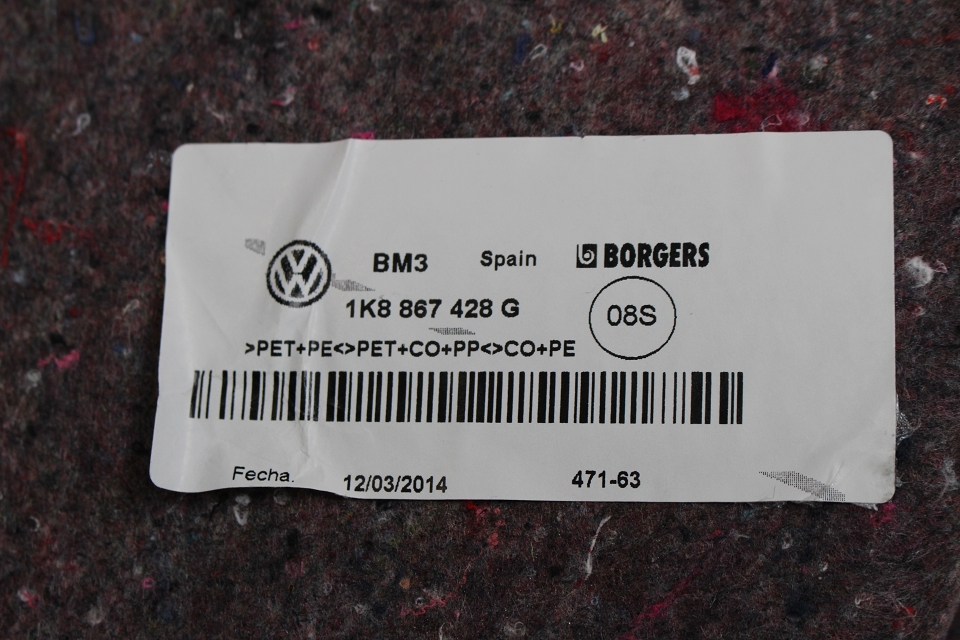 BM3 Spain BORGERS
1K8 867 428 G 08S
>PET+PE<>PET+CO+PP<>CO+PE
Fecha. 12/03/2014 471-63